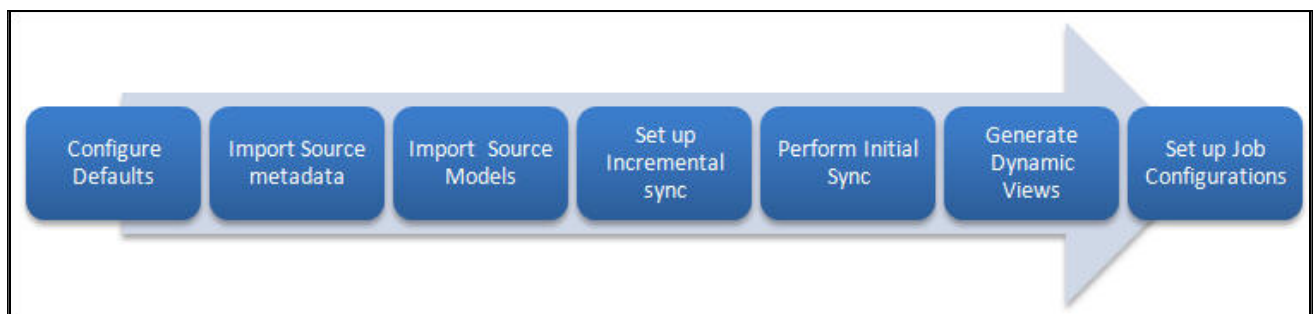 Configure
Defaults
Import Source
metadata
Import Source
Models
Set up
Incremental
sync
Perform Initial
Sync
Generate
Dynamic
Views
Set up Job
Configurations